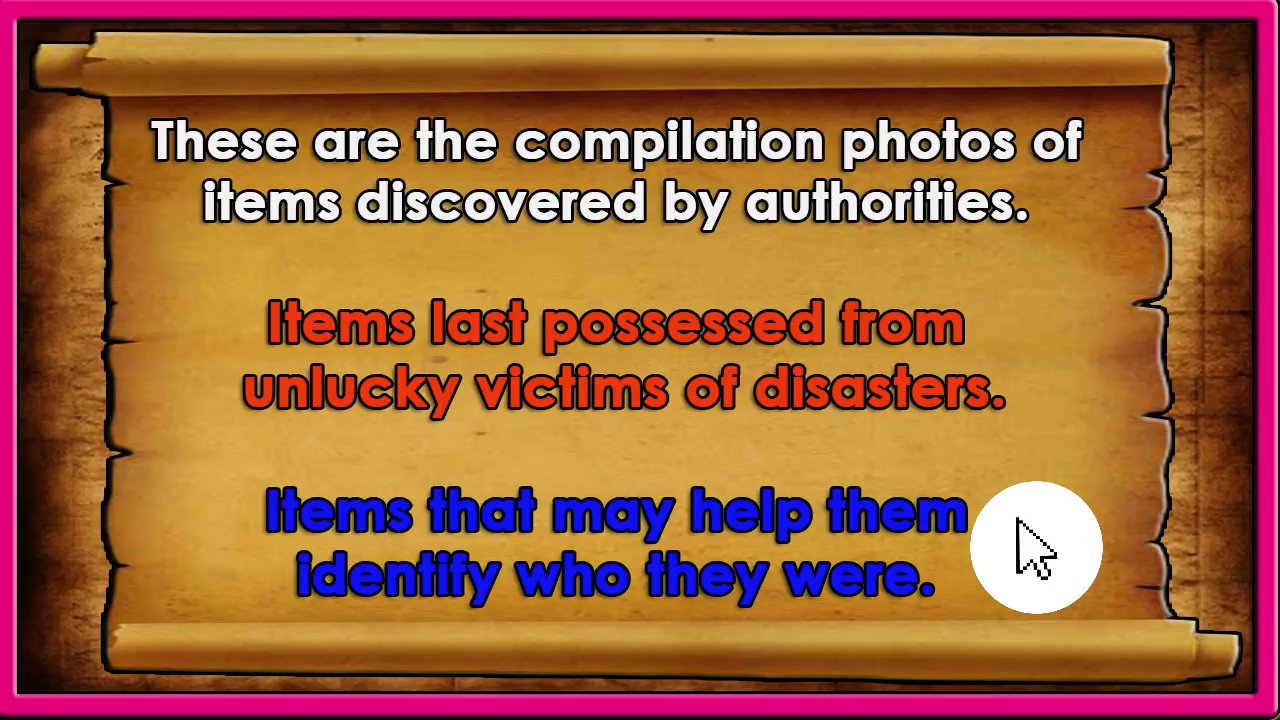 These are the compilation photos of
items discovered by authorities.
Items last possessed from
unlucky victims of disasters.
Items that may help them
identify who they were.